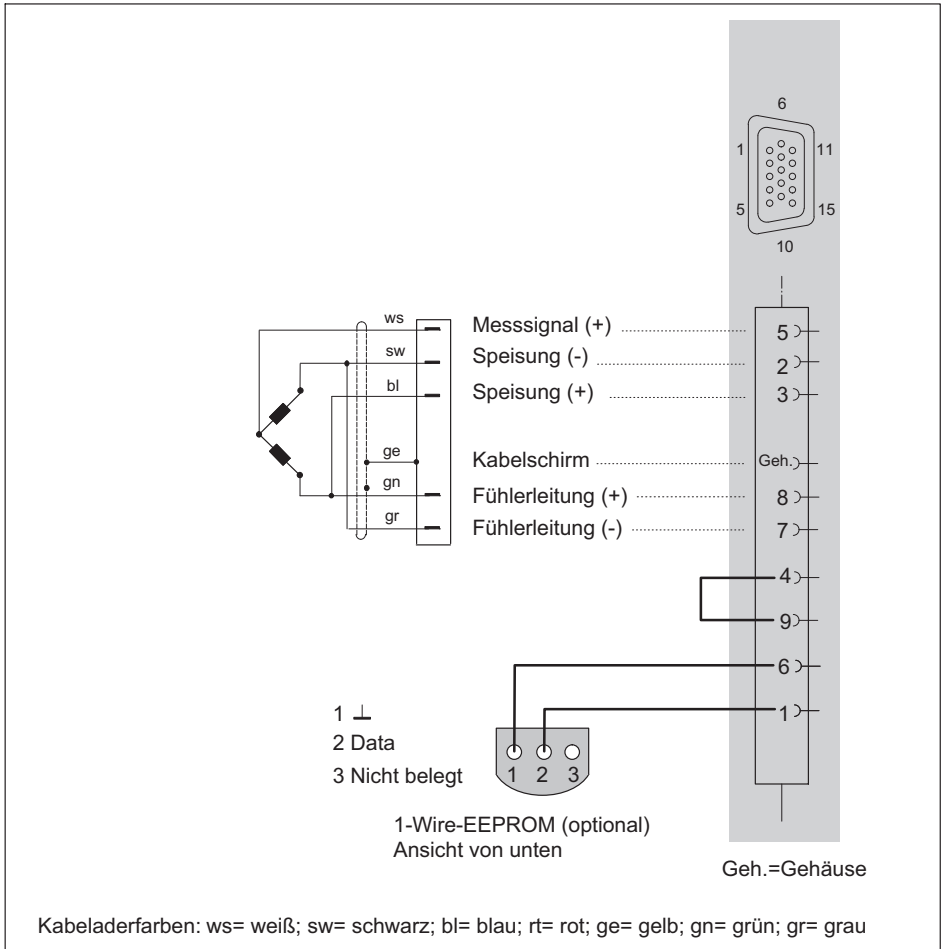 6
1 11
5 15
10
ws Messsignal (+) 5
sw Speisung (-) 2
bl Speisung (+) 3
ge Kabelschirm Geh.
gn Fühlerleitung (+) 8
gr Fühlerleitung (-) 7
4
9
6
1
1 ⊥
2 Data
3 Nicht belegt
1 2 3
1-Wire-EEPROM (optional)
Ansicht von unten
Geh.=Gehäuse
Kabeladerfarben: ws= weiß; sw= schwarz; bl= blau; rt= rot; ge= gelb; gn= grün; gr= grau